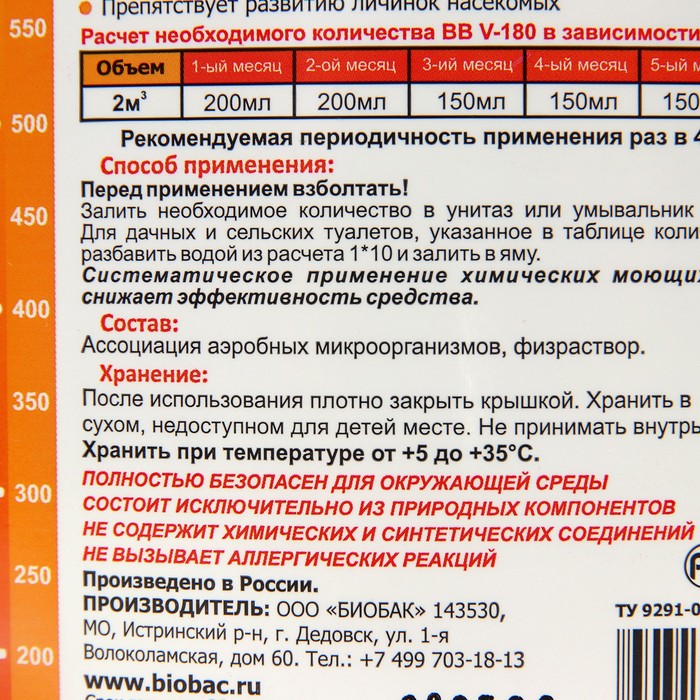 550
• Препятствует развитию личинок насекомых
Расчет необходимого количества BB V-180 в зависимости
Объем 1-ый месяц 2-ой месяц 3-ий месяц 4-ый месяц 5-ый м
2м³ 200мл 200мл 150мл 150мл 150
500
Рекомендуемая периодичность применения раз в 4
Способ применения:
Перед применением взболтать!
450
Залить необходимое количество в унитаз или умывальник
Для дачных и сельских туалетов, указанное в таблице коли
разбавить водой из расчета 1*10 и залить в яму.
Систематическое применение химических моющих
снижает эффективность средства.
400
Состав:
Ассоциация аэробных микроорганизмов, физраствор.
Хранение:
350
После использования плотно закрыть крышкой. Хранить в
сухом, недоступном для детей месте. Не принимать внутрь
Хранить при температуре от +5 до +35°С.
ПОЛНОСТЬЮ БЕЗОПАСЕН ДЛЯ ОКРУЖАЮЩЕЙ СРЕДЫ
300
СОСТОИТ ИСКЛЮЧИТЕЛЬНО ИЗ ПРИРОДНЫХ КОМПОНЕНТОВ
НЕ СОДЕРЖИТ ХИМИЧЕСКИХ И СИНТЕТИЧЕСКИХ СОЕДИНЕНИЙ
НЕ ВЫЗЫВАЕТ АЛЛЕРГИЧЕСКИХ РЕАКЦИЙ
250
Произведено в России.
ПРОИЗВОДИТЕЛЬ: ООО «БИОБАК» 143530,
ТУ 9291-0
МО, Истринский р-н, г. Дедовск, ул. 1-я
200
Волоколамская, дом 60. Тел.: +7 499 703-18-13
www.biobac.ru